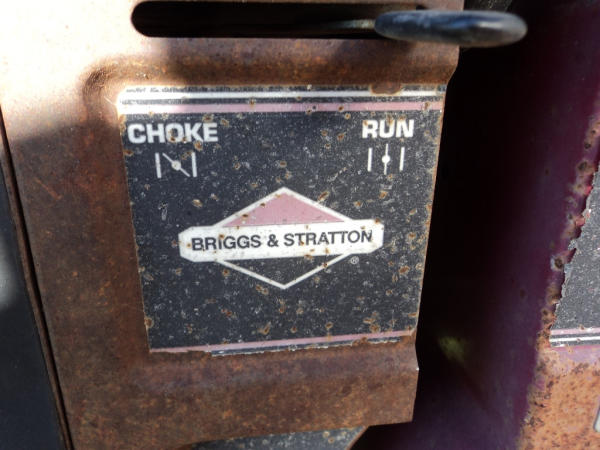 CHOKE RUN
BRIGGS & STRATTON
®